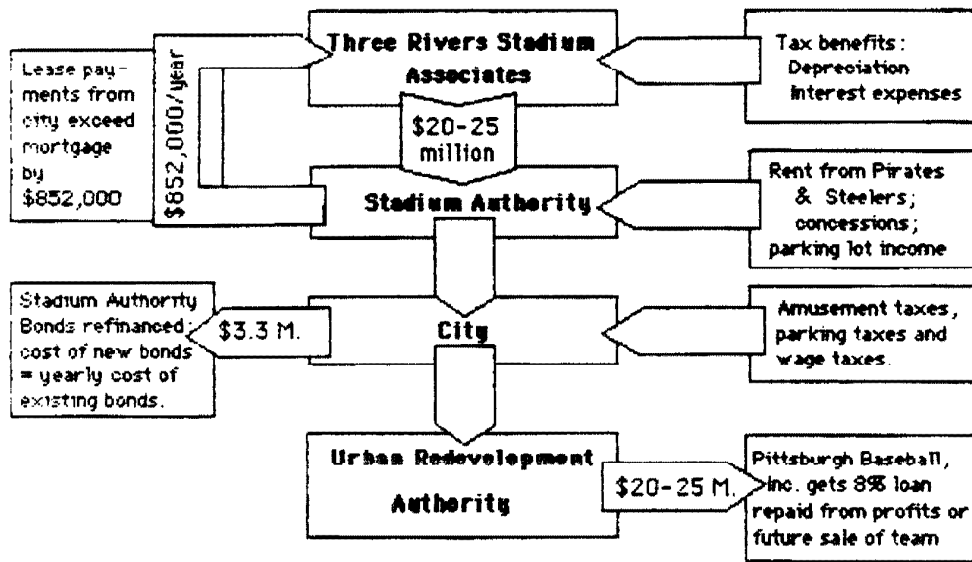 Lease pay-
ments from
city exceed
mortgage
by
$852,000
$852,000/year
Three Rivers Stadium
Associates
Tax benefits:
Depreciation
Interest expenses
$20-25
million
Stadium Authority
Rent from Pirates
& Steelers;
concessions;
parking lot income
Stadium Authority
Bonds refinanced;
cost of new bonds
= yearly cost of
existing bonds.
$3.3 M.
City
Amusement taxes,
parking taxes and
wage taxes.
Urban Redevelopment
Authority
$20-25 M.
Pittsburgh Baseball,
Inc. gets 8% loan
repaid from profits or
future sale of team